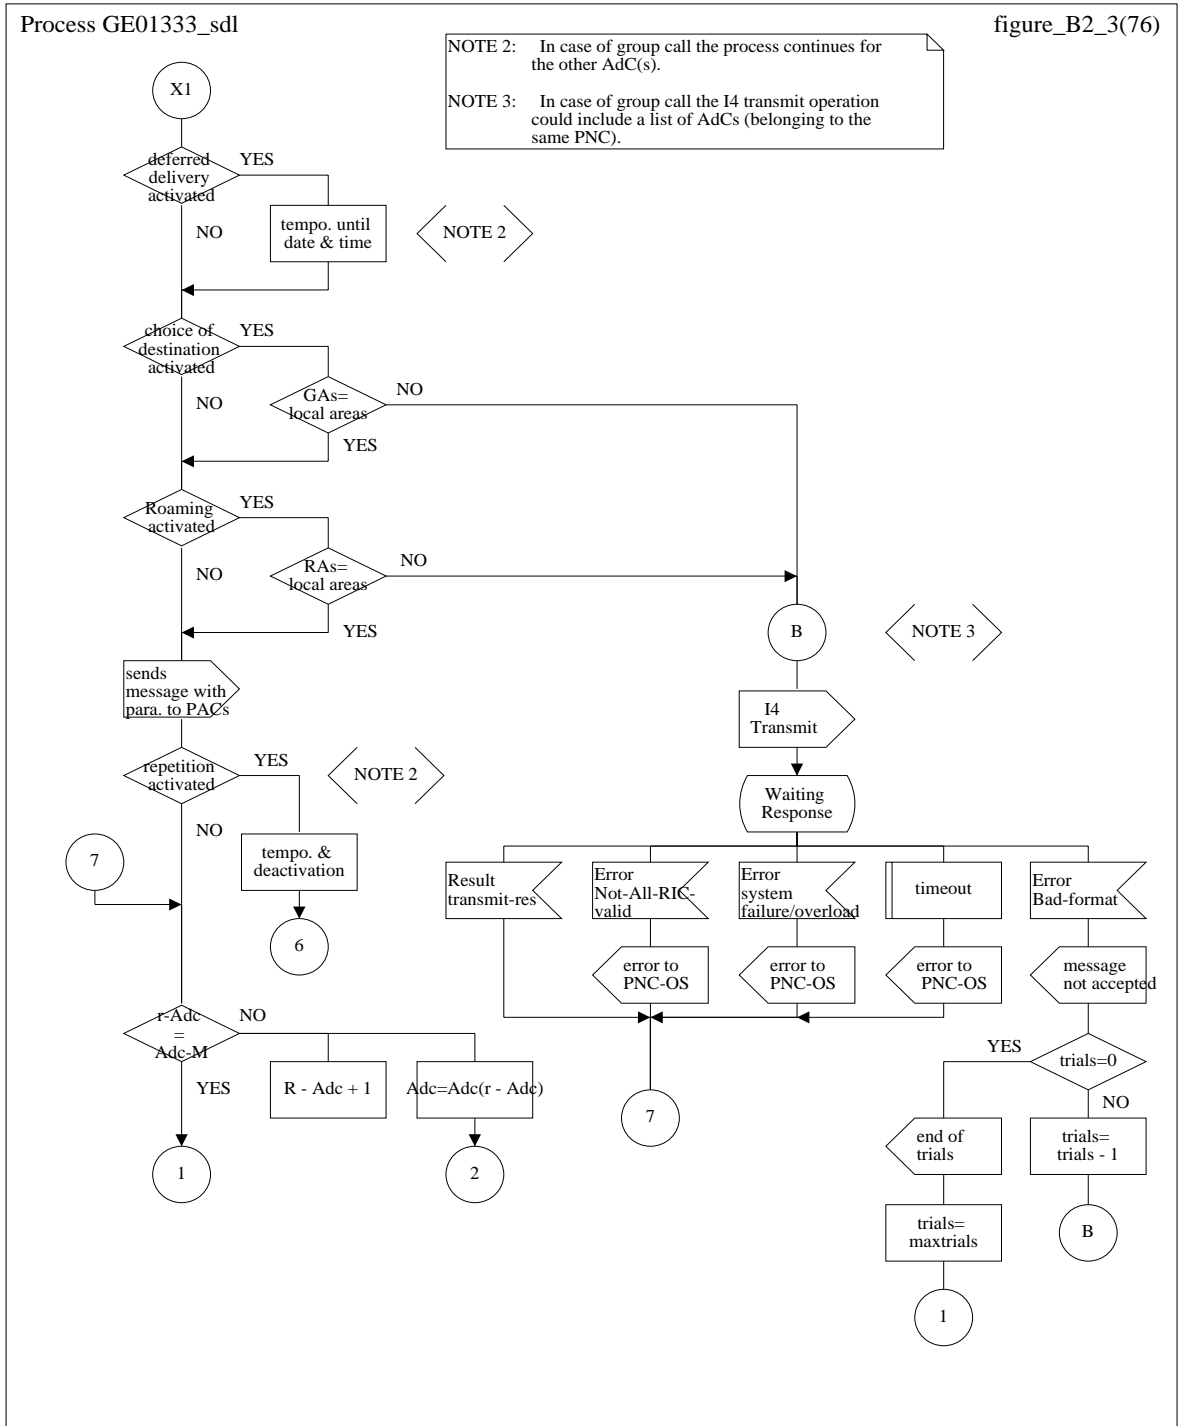 Process GE01333_sdl
figure_B2_3(76)
NOTE 2: In case of group call the process continues for
the other AdC(s).
NOTE 3: In case of group call the I4 transmit operation
could include a list of AdCs (belonging to the
same PNC).
X1
deferred
delivery
activated
YES
NO
tempo. until
date & time
NOTE 2
choice of
destination
activated
YES
NO
GAs=
local areas
NO
YES
Roaming
activated
YES
NO
RAs=
local areas
NO
YES
B
NOTE 3
sends
message with
para. to PACs
I4
Transmit
repetition
activated
YES
NOTE 2
NO
Waiting
Response
7
tempo. &
deactivation
6
Result
transmit-res
Error
Not-All-RIC-
valid
Error
system
failure/overload
timeout
Error
Bad-format
error to
PNC-OS
error to
PNC-OS
error to
PNC-OS
message
not accepted
r-Adc
=
Adc-M
NO
YES
R - Adc + 1
Adc=Adc(r - Adc)
7
YES
trials=0
NO
1
2
end of
trials
trials=
trials - 1
trials=
maxtrials
B
1